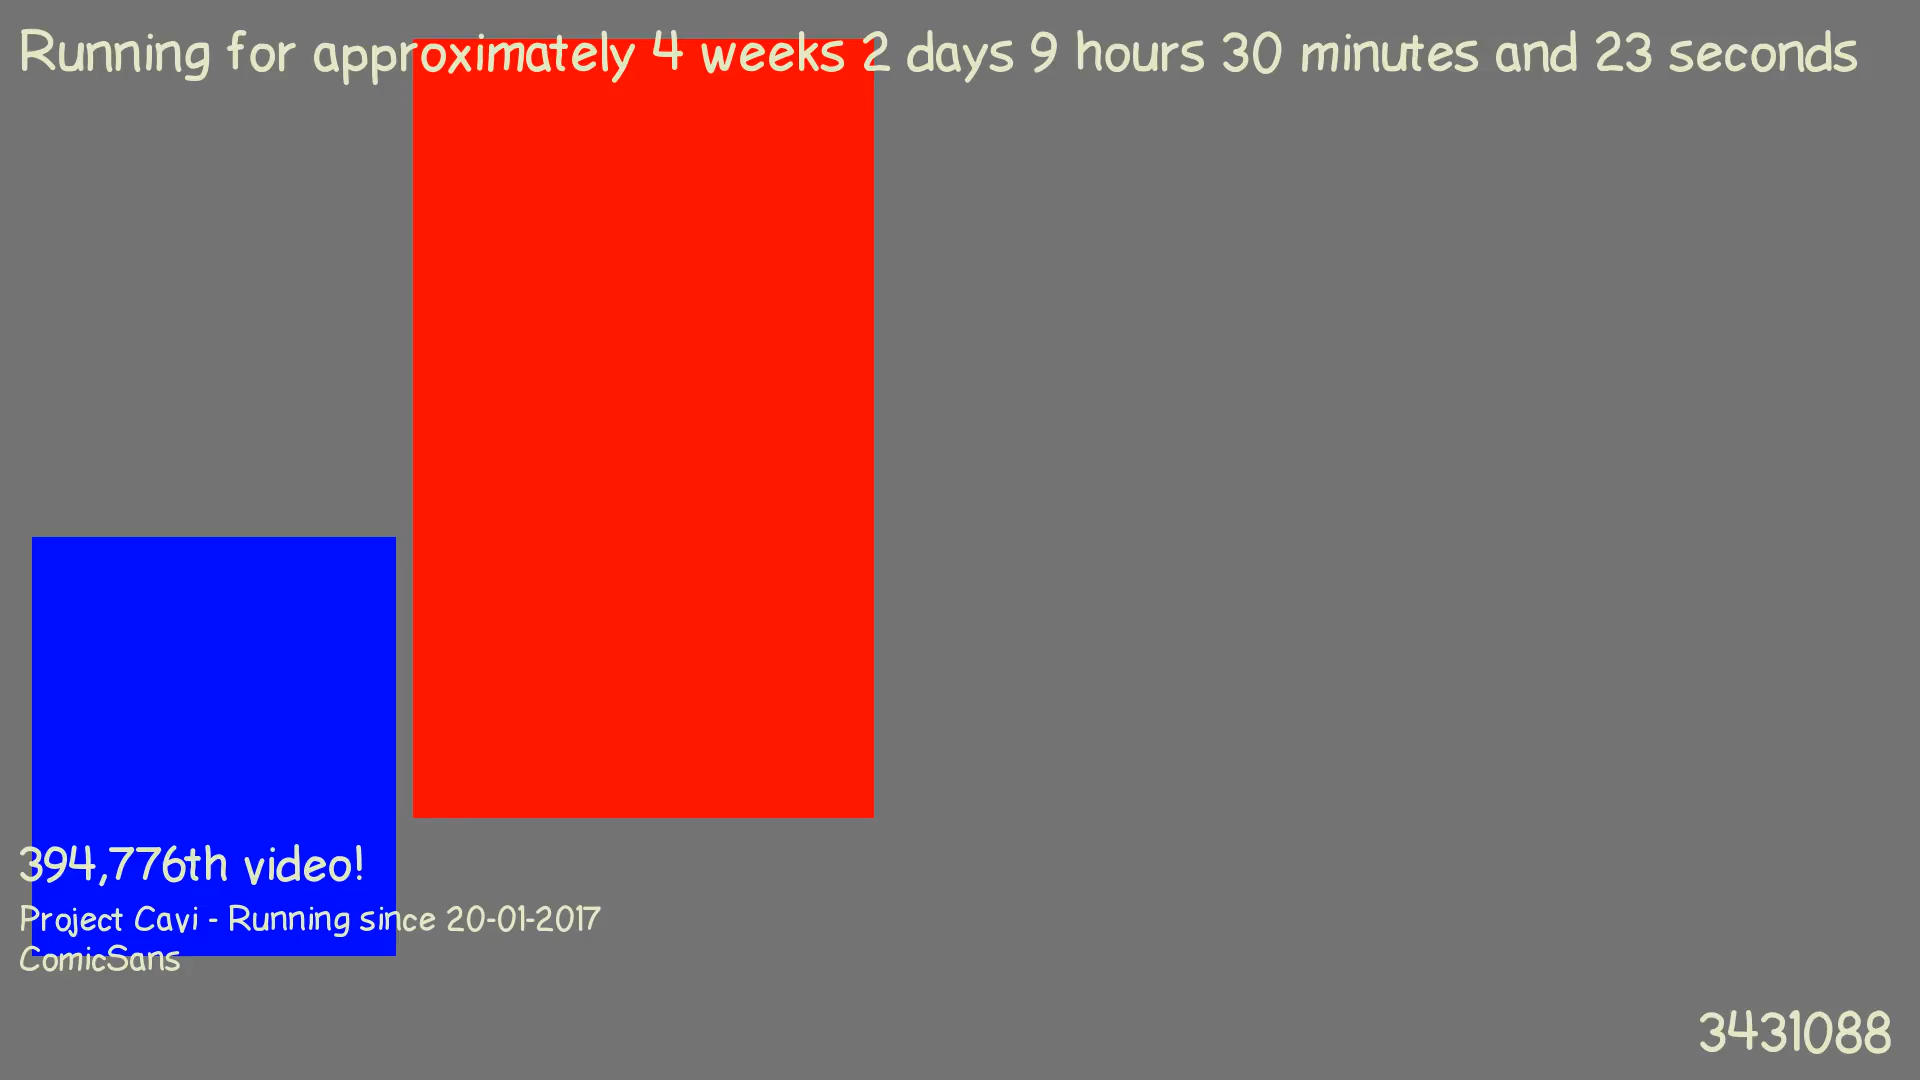 Running for approximately 4 weeks 2 days 9 hours 30 minutes and 23 seconds
394,776th video!
Project Cavi - Running since 20-01-2017
ComicSans
3431088